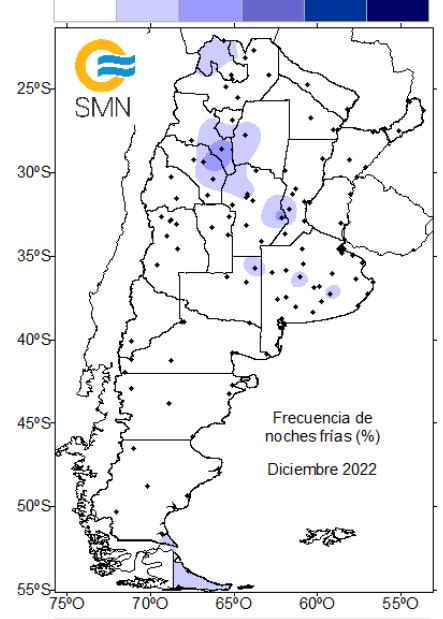 SMN
25ºS
30ºS
35ºS
40ºS
45ºS
50ºS
55ºS
Frecuencia de
noches frías (%)
Diciembre 2022
75ºO 70ºO 65ºO 60ºO 55ºO